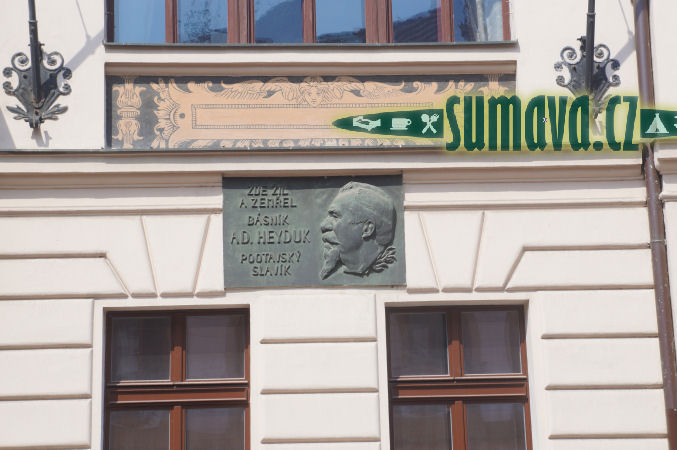 sumava.cz
ZDE ŽIL
A ZEMŘEL
BÁSNÍK
AD. HEYDUK
POOTAVSKÝ
SLAVÍK